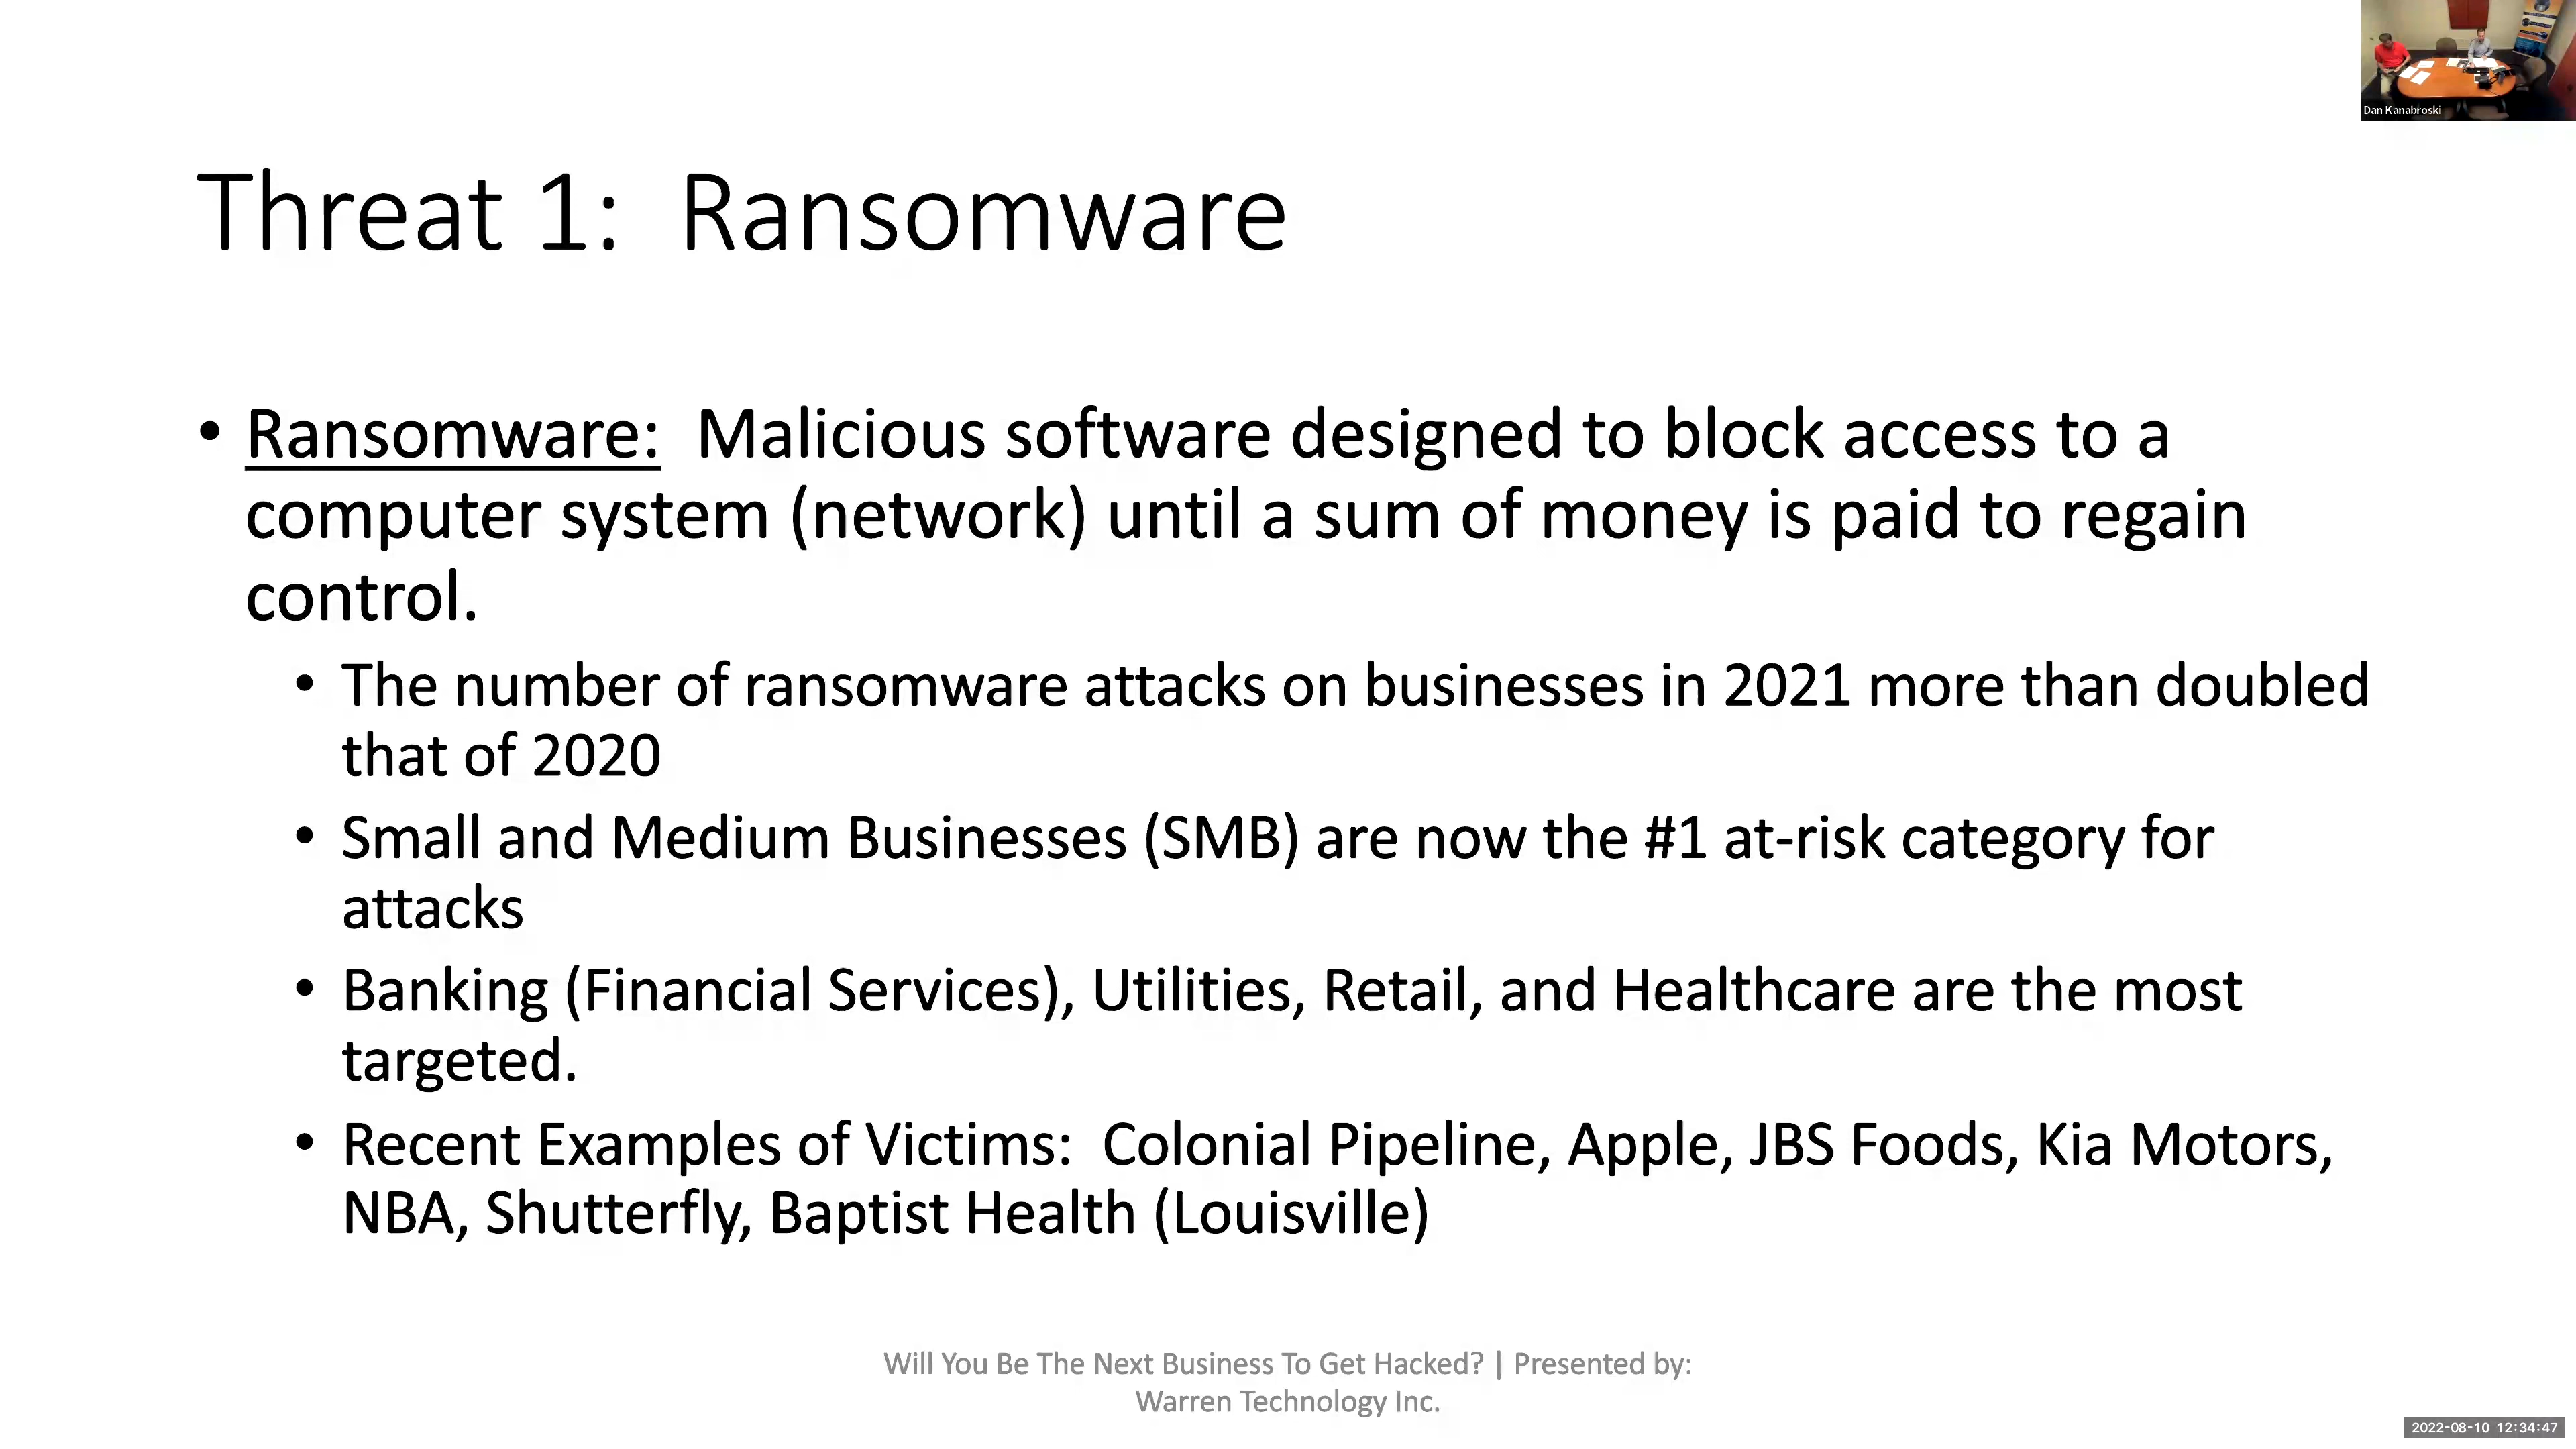 Dan Kanabroski
Threat 1:  Ransomware
• Ransomware:  Malicious software designed to block access to a
computer system (network) until a sum of money is paid to regain
control.
• The number of ransomware attacks on businesses in 2021 more than doubled
that of 2020
• Small and Medium Businesses (SMB) are now the #1 at-risk category for
attacks
• Banking (Financial Services), Utilities, Retail, and Healthcare are the most
targeted.
• Recent Examples of Victims:  Colonial Pipeline, Apple, JBS Foods, Kia Motors,
NBA, Shutterfly, Baptist Health (Louisville)
Will You Be The Next Business To Get Hacked? | Presented by:
Warren Technology Inc.
2022-08-10 12:34:47